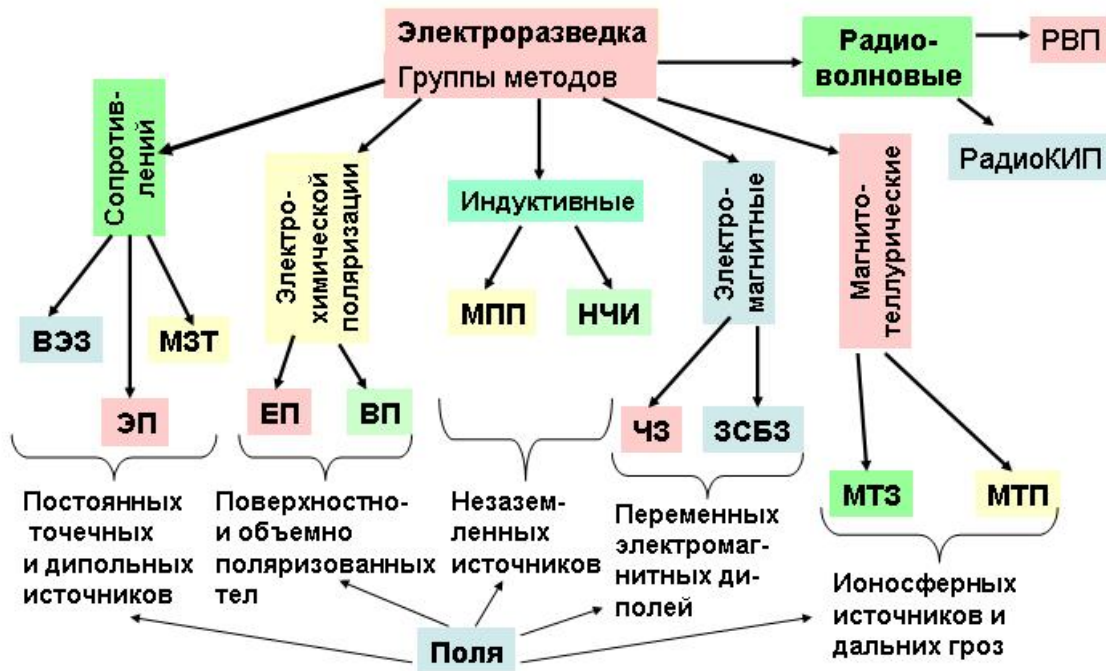 Электроразведка
Группы методов
Радио-
волновые
РВП
РадиоКИП
Сопротив-
лений
Электро-
химической
поляризации
Индуктивные
Электро-
магнитные
Магнито-
теллурические
ВЭЗ
МЗТ
ЭП
ЕП
ВП
МПП
НЧИ
ЧЗ
ЗСБЗ
МТЗ
МТП
Постоянных
точечных
и дипольных
источников
Поверхностно-
и объемно
поляризованных
тел
Незазем-
ленных
источников
Переменных
электромаг-
нитных ди-
полей
Ионосферных
источников и
дальних гроз
Поля